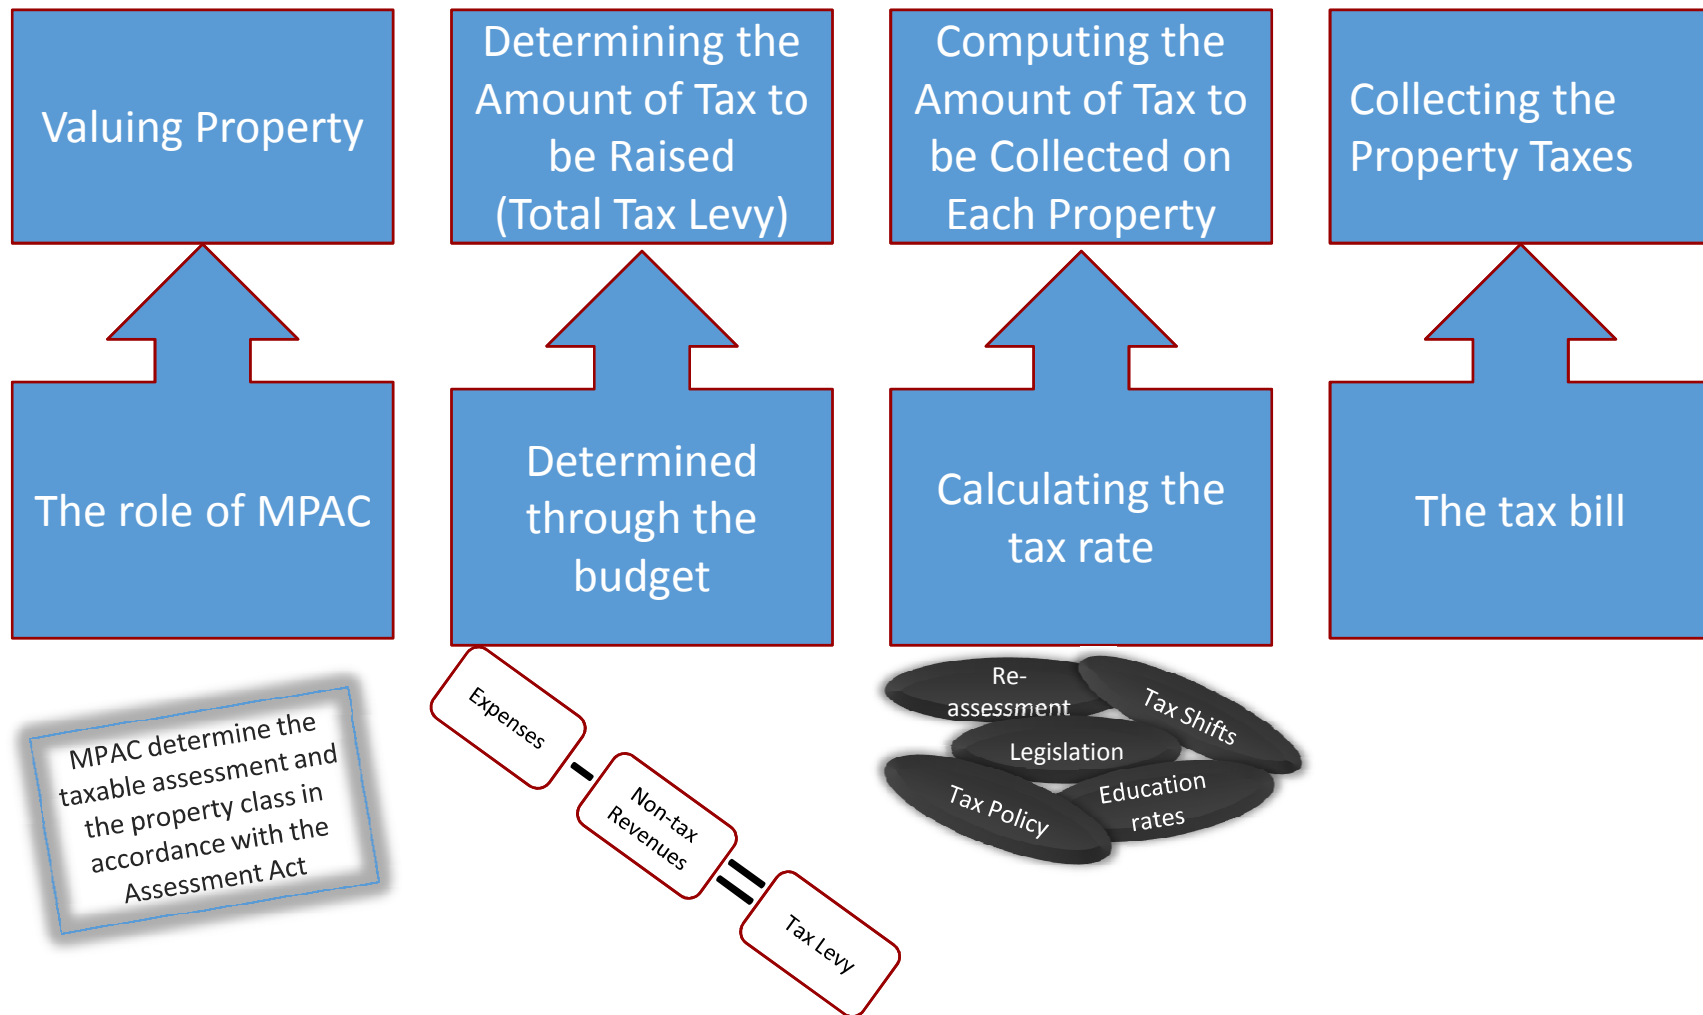 Valuing Property
Determining the
Amount of Tax to
be Raised
(Total Tax Levy)
Computing the
Amount of Tax to
be Collected on
Each Property
Collecting the
Property Taxes
The role of MPAC
Determined
through the
budget
Calculating the
tax rate
The tax bill
MPAC determine the
taxable assessment and
the property class in
accordance with the
Assessment Act
Expenses
-
Non-tax
Revenues
=
Tax Levy
Re-
assessment
Tax Shifts
Legislation
Tax Policy
Education
rates